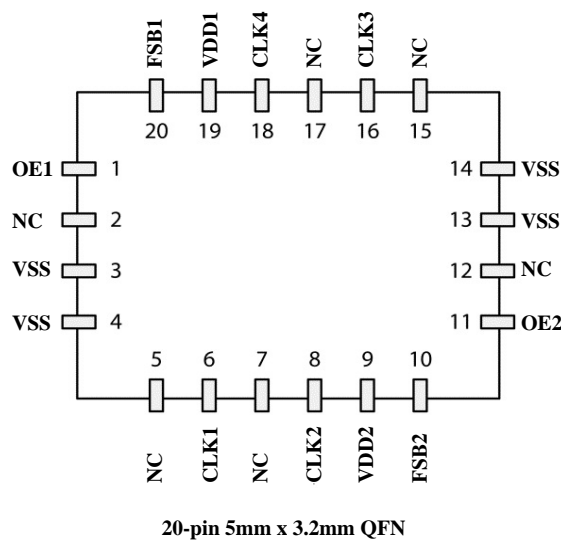 FSB1 VDD1 CLK4 NC CLK3 NC
20 19 18 17 16 15
OE1 1 14 VSS
NC 2 13 VSS
VSS 3 12 NC
VSS 4 11 OE2
5 6 7 8 9 10
NC CLK1 NC CLK2 VDD2 FSB2
20-pin 5mm x 3.2mm QFN